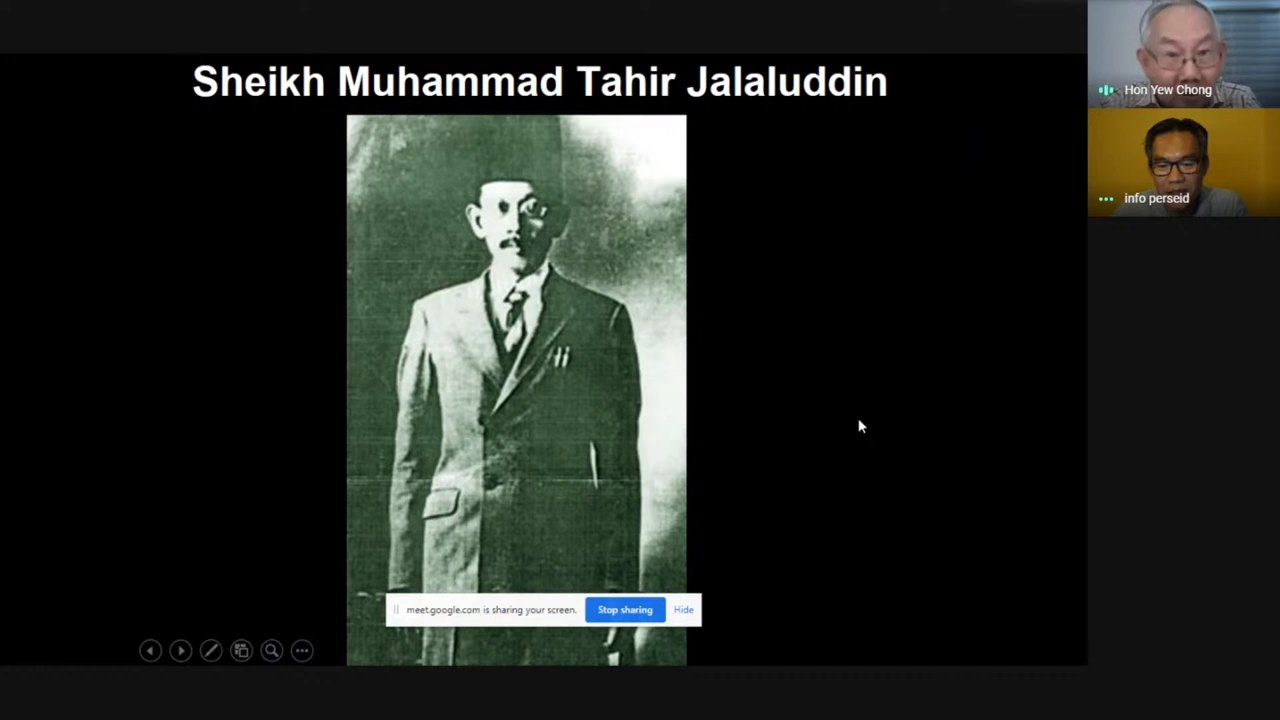 Sheikh Muhammad Tahir Jalaluddin
Hon Yew Chong
info perseid
meet.google.com is sharing your screen.
Stop sharing
Hide